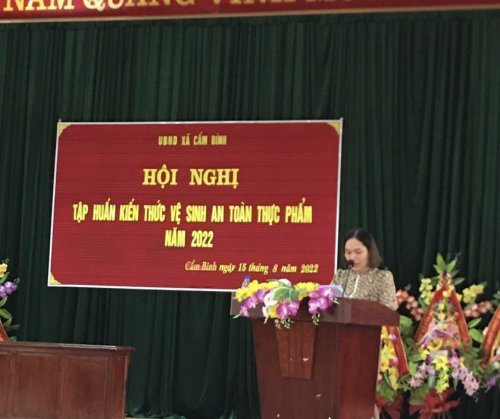 NAM QUANG VINH
UBND XÃ CẨM BÌNH
HỘI NGHỊ
TẬP HUẤN KIẾN THỨC VỆ SINH AN TOÀN THỰC PHẨM
NĂM 2022
Cẩm Bình ngày 15 tháng 8 năm 2022